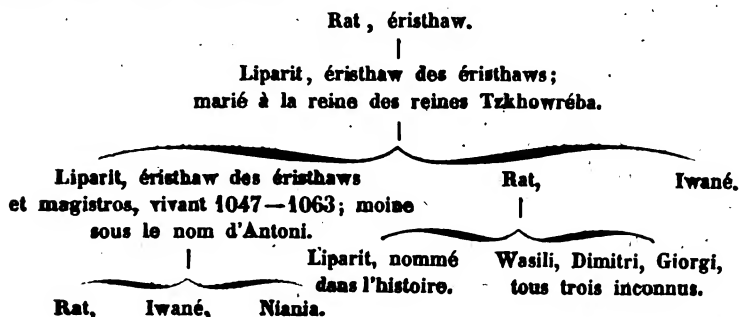 Rat, éristhaw.
Liparit, éristhaw des éristhaws;
marié à la reine des reines Tzkhowréba.
Liparit, éristhaw des éristhaws
et magistros, vivant 1047—1063; moine
sous le nom d'Antoni.
Rat,
Iwané.
Liparit, nommé
dans l'histoire.
Wasili, Dimitri, Giorgi,
tous trois inconnus.
Rat, Iwané, Niania.